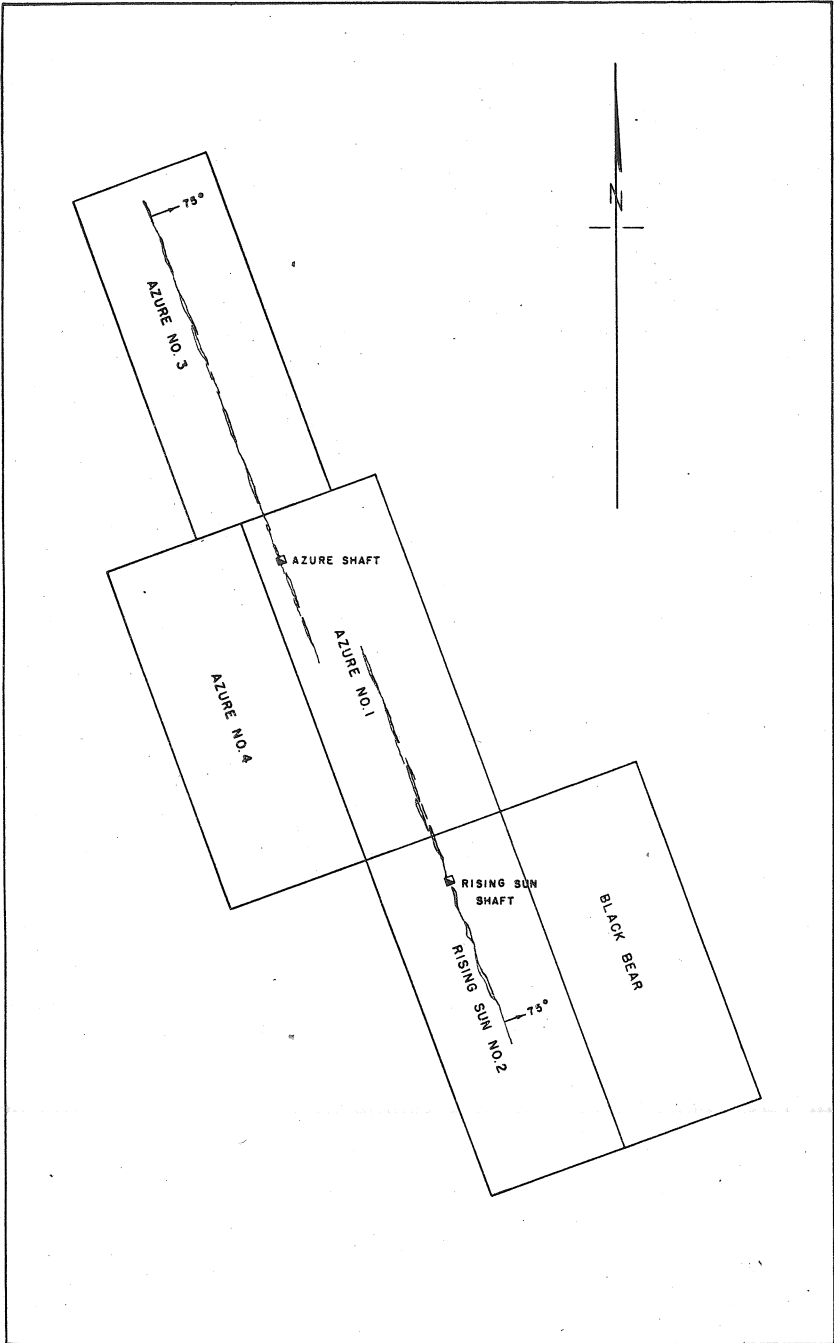 75°
N
AZURE NO. 3
AZURE SHAFT
AZURE NO. 1
AZURE NO. 4
RISING SUN
SHAFT
BLACK BEAR
RISING SUN NO. 2
75°